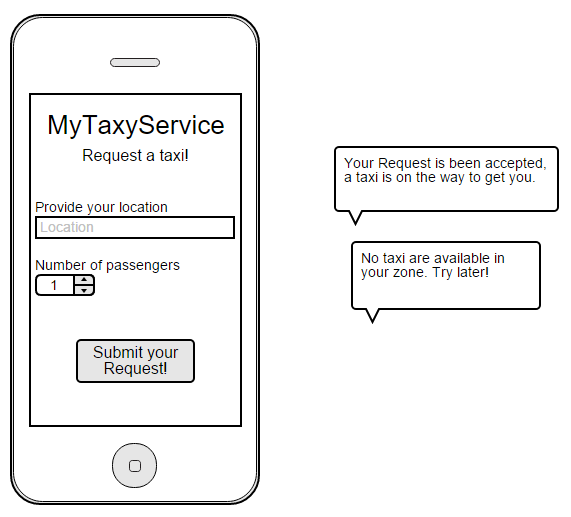 MyTaxyService
Request a taxi!
Provide your location
Location
Number of passengers
1
Submit your
Request!
Your Request is been accepted,
a taxi is on the way to get you.
No taxi are available in
your zone. Try later!